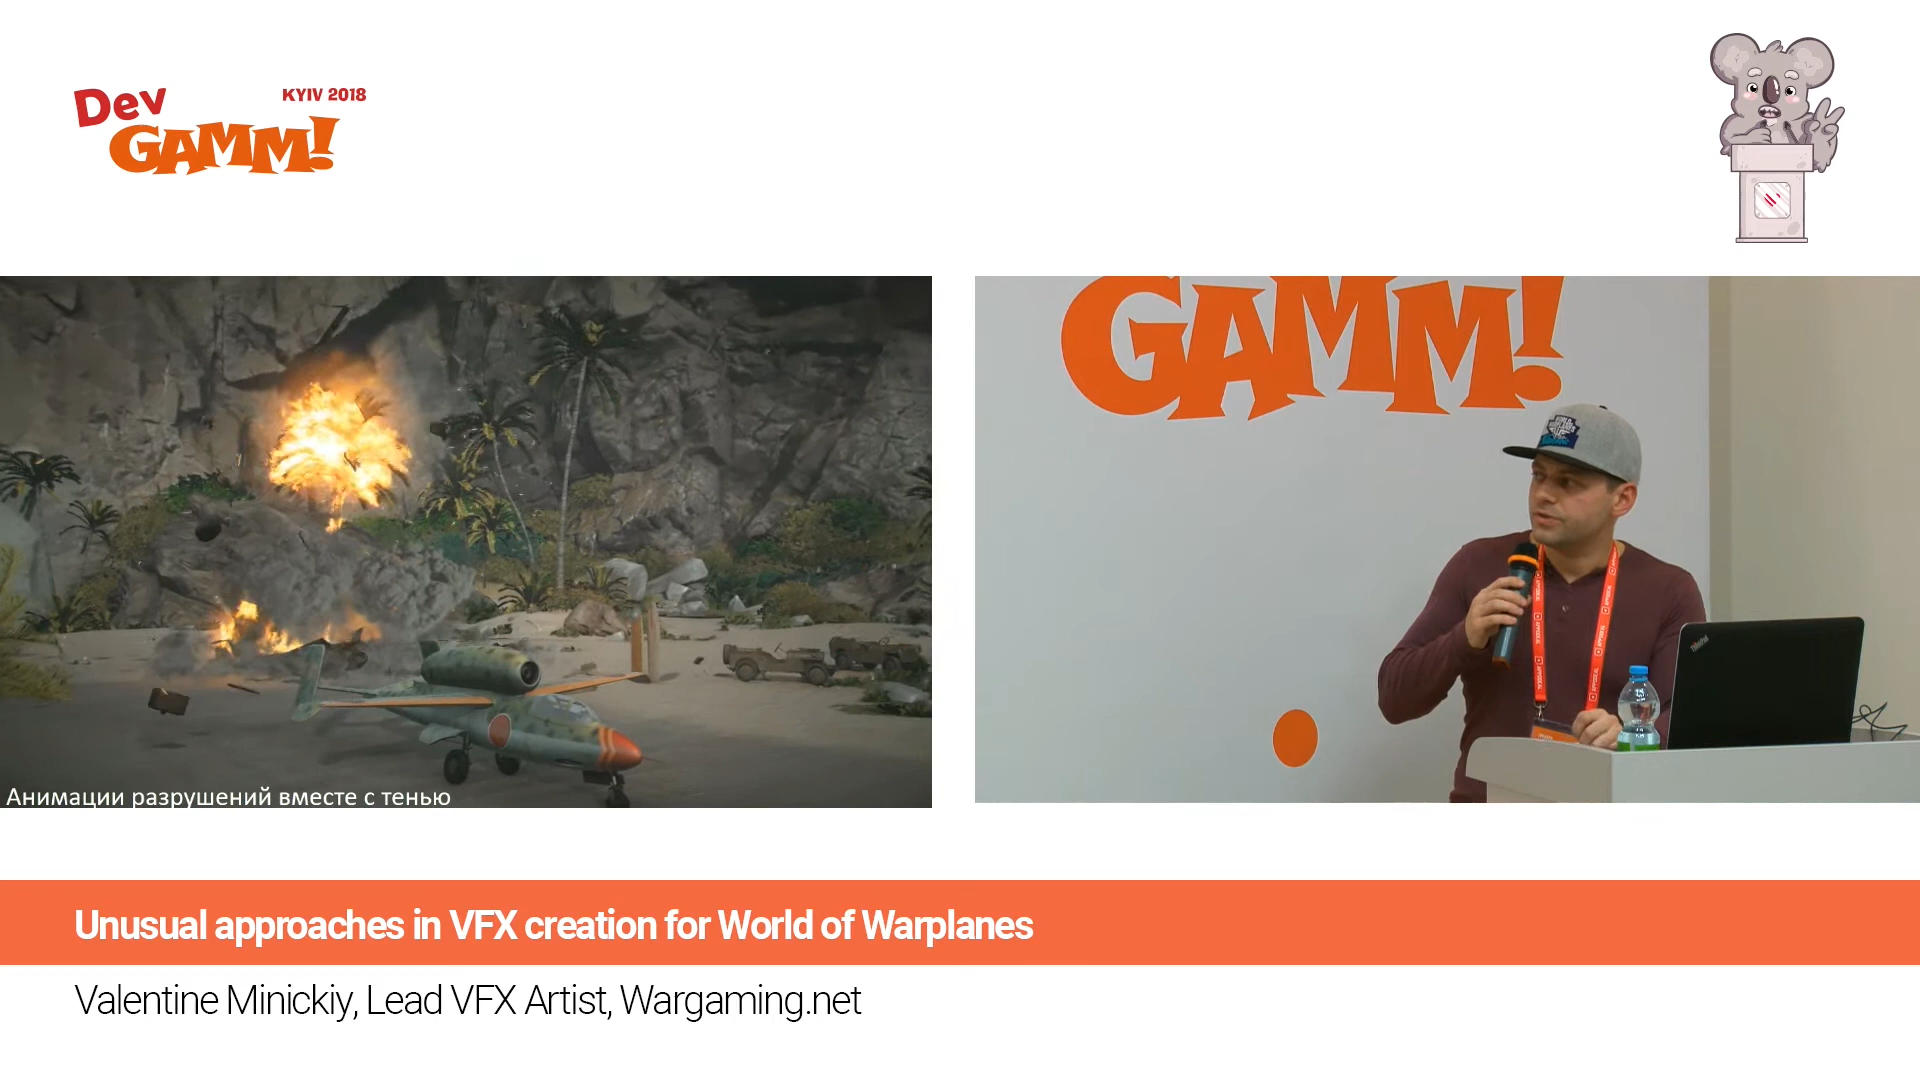 Dev
GAMM!
KYIV 2018
GAMM!
Анимации разрушений вместе с тенью
Unusual approaches in VFX creation for World of Warplanes
Valentine Minickiy, Lead VFX Artist, Wargaming.net